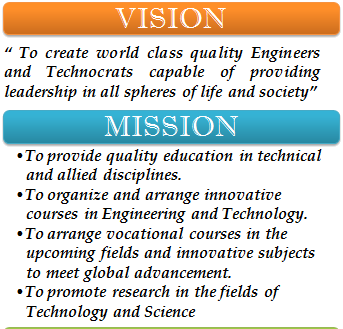 VISION
“ To create world class quality Engineers
and Technocrats capable of providing
leadership in all spheres of life and society”
MISSION
•To provide quality education in technical
and allied disciplines.
•To organize and arrange innovative
courses in Engineering and Technology.
•To arrange vocational courses in the
upcoming fields and innovative subjects
to meet global advancement.
•To promote research in the fields of
Technology and Science